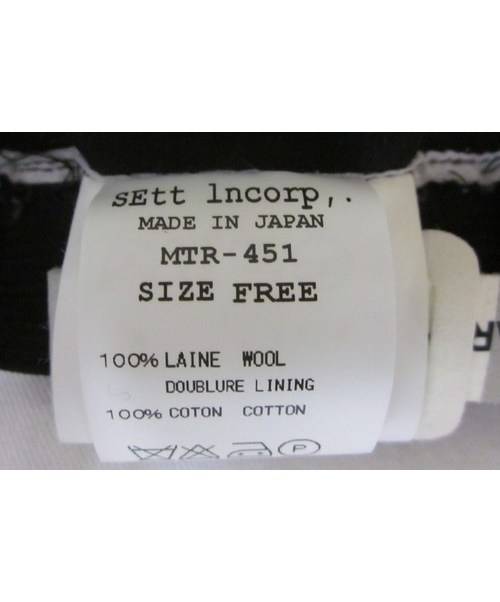 sEtt lncorp,.
MADE IN JAPAN
MTR-451
SIZE FREE
100% LAINE WOOL
DOUBLURE LINING
100% COTON COTTON
P